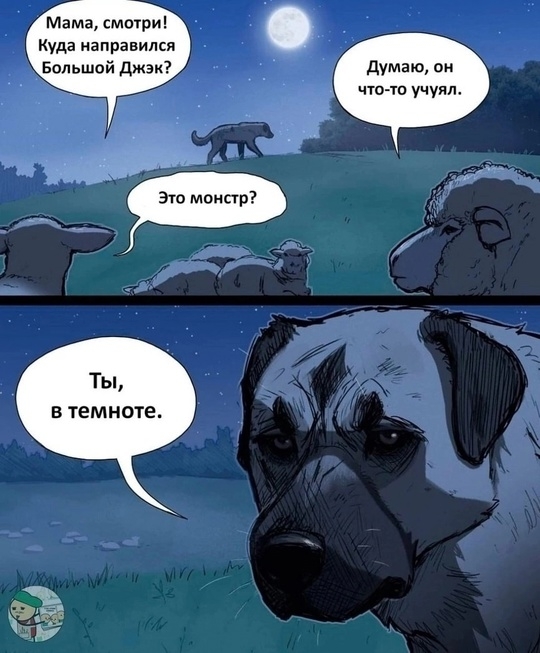 Мама, смотри!
Куда направился
Большой Джэк?
Думаю, он
что-то учуял.
Это монстр?
Ты,
в темноте.